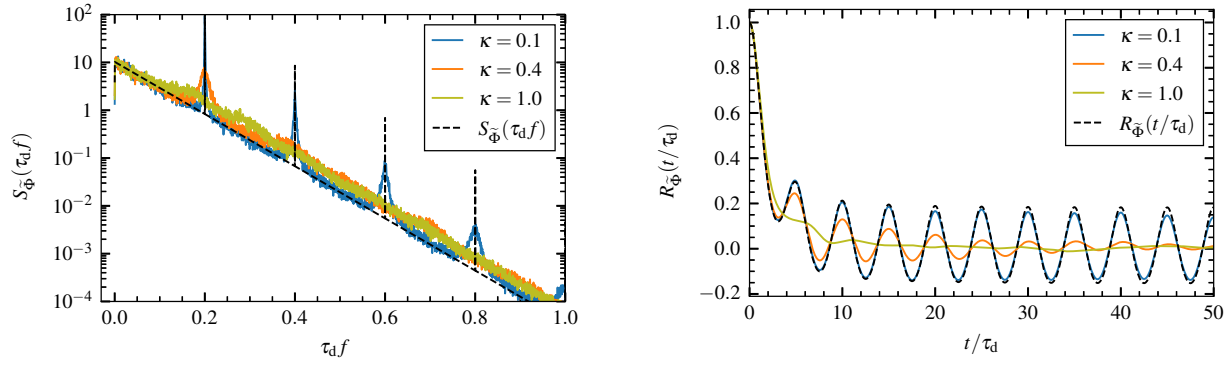 10²
κ = 0.1
κ = 0.4
κ = 1.0
S_Φ̃(τ_d f)
10
1
10⁻¹
10⁻²
10⁻³
10⁻⁴
S_Φ̃(τ_d f)
0.0 0.2 0.4 0.6 0.8 1.0
τ_d f
1.0
0.8
0.6
0.4
0.2
0.0
−0.2
R_Φ̃(t/τ_d)
κ = 0.1
κ = 0.4
κ = 1.0
R_Φ̃(t/τ_d)
0 10 20 30 40 50
t/τ_d